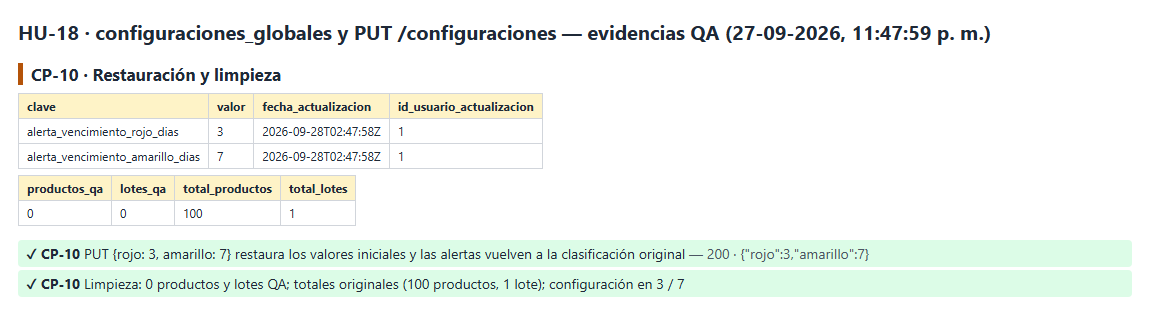 HU-18 · configuraciones_globales y PUT /configuraciones — evidencias QA (27-09-2026, 11:47:59 p. m.)
CP-10 · Restauración y limpieza
clave valor fecha_actualizacion id_usuario_actualizacion
alerta_vencimiento_rojo_dias 3 2026-09-28T02:47:58Z 1
alerta_vencimiento_amarillo_dias 7 2026-09-28T02:47:58Z 1
productos_qa lotes_qa total_productos total_lotes
0 0 100 1
✓ CP-10 PUT {rojo: 3, amarillo: 7} restaura los valores iniciales y las alertas vuelven a la clasificación original — 200 · {"rojo":3,"amarillo":7}
✓ CP-10 Limpieza: 0 productos y lotes QA; totales originales (100 productos, 1 lote); configuración en 3 / 7